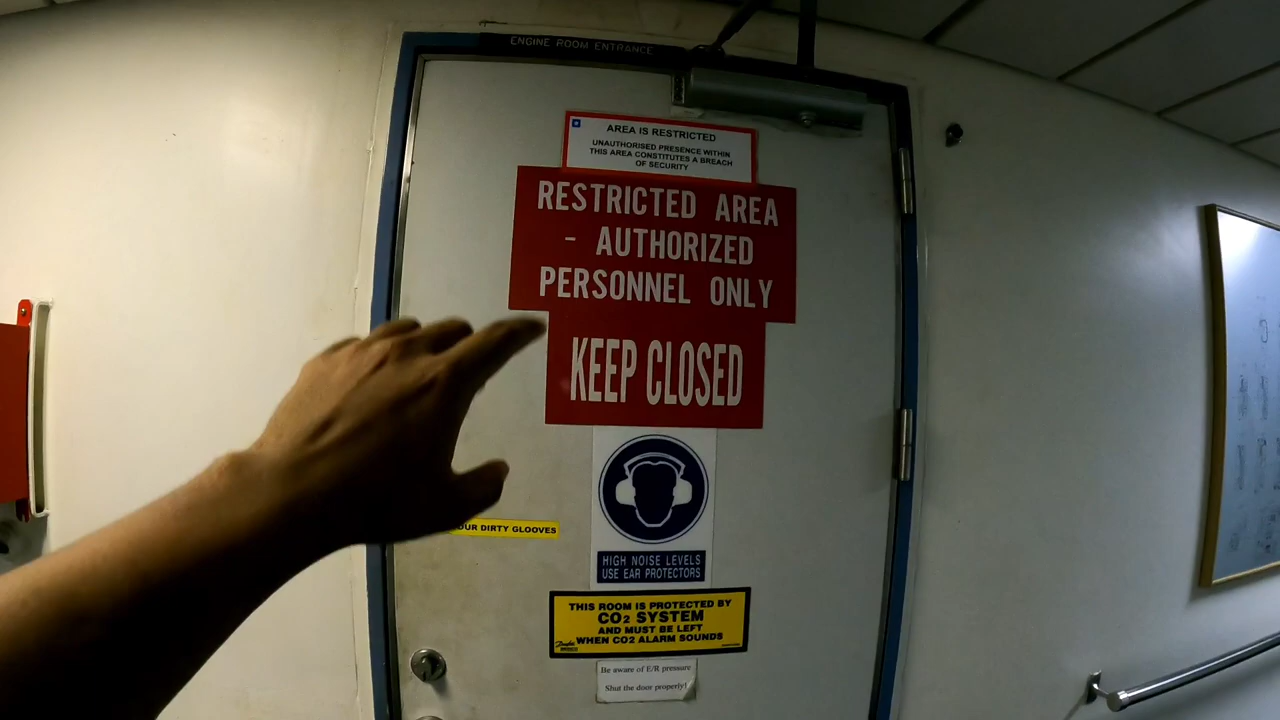 ENGINE ROOM ENTRANCE
AREA IS RESTRICTED
UNAUTHORISED PRESENCE WITHIN
THIS AREA CONSTITUTES A BREACH
OF SECURITY
RESTRICTED AREA
- AUTHORIZED
PERSONNEL ONLY
KEEP CLOSED
DIRTY GLOOVES
HIGH NOISE LEVELS
USE EAR PROTECTORS
THIS ROOM IS PROTECTED BY
CO2 SYSTEM
AND MUST BE LEFT
WHEN CO2 ALARM SOUNDS
Be aware of E/R pressure
Shut the door properly!